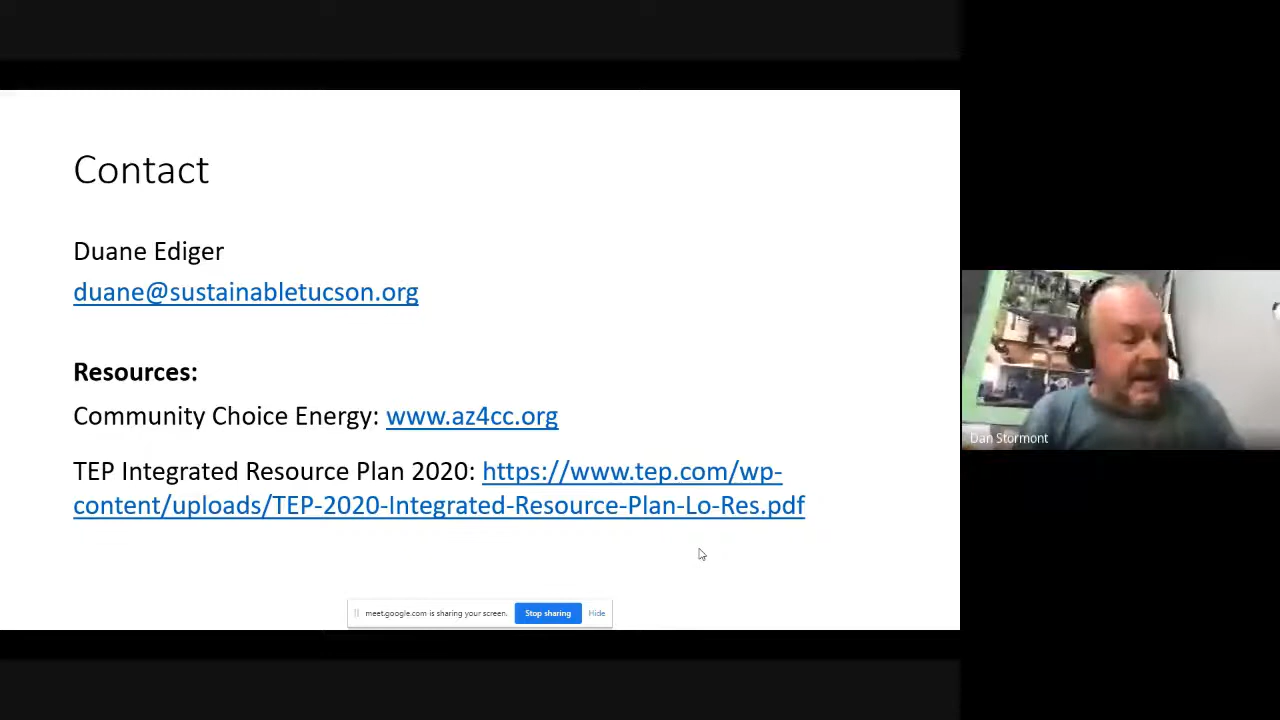 Contact
Duane Ediger
duane@sustainabletucson.org
Resources:
Community Choice Energy: www.az4cc.org
TEP Integrated Resource Plan 2020: https://www.tep.com/wp-
content/uploads/TEP-2020-Integrated-Resource-Plan-Lo-Res.pdf
Dan Stormont
meet.google.com is sharing your screen. Stop sharing Hide